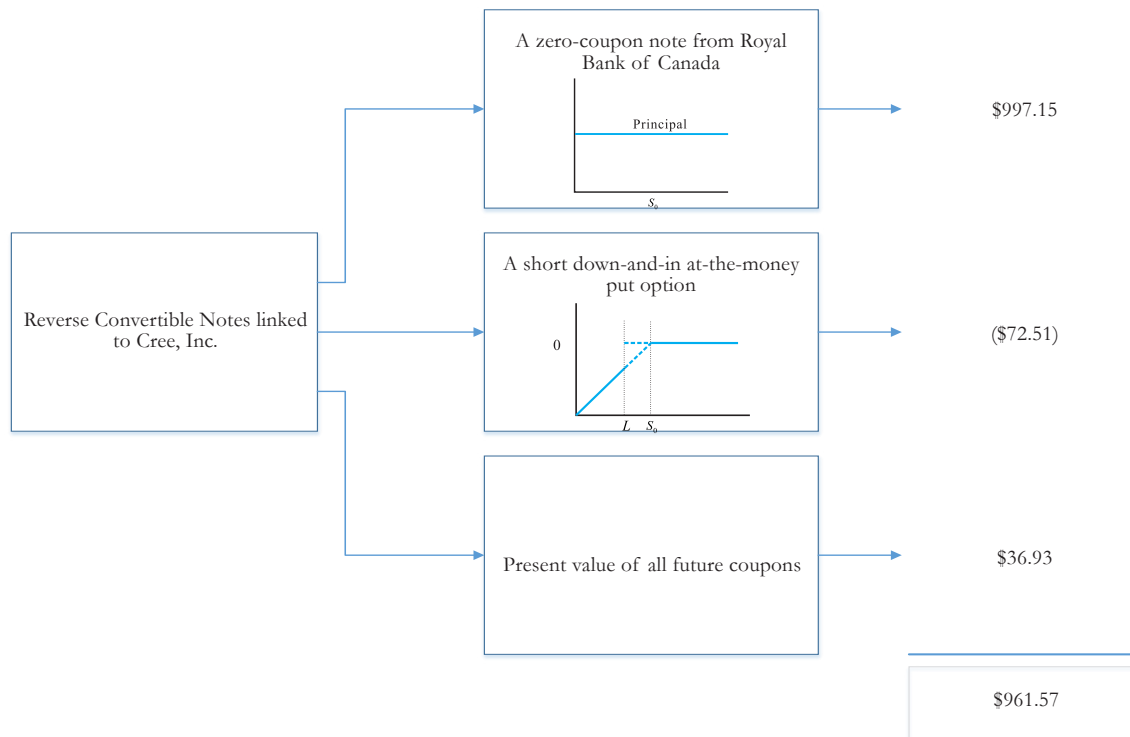 A zero-coupon note from Royal
Bank of Canada
Principal
S₀
$997.15
Reverse Convertible Notes linked
to Cree, Inc.
A short down-and-in at-the-money
put option
0
L S₀
($72.51)
Present value of all future coupons
$36.93
$961.57